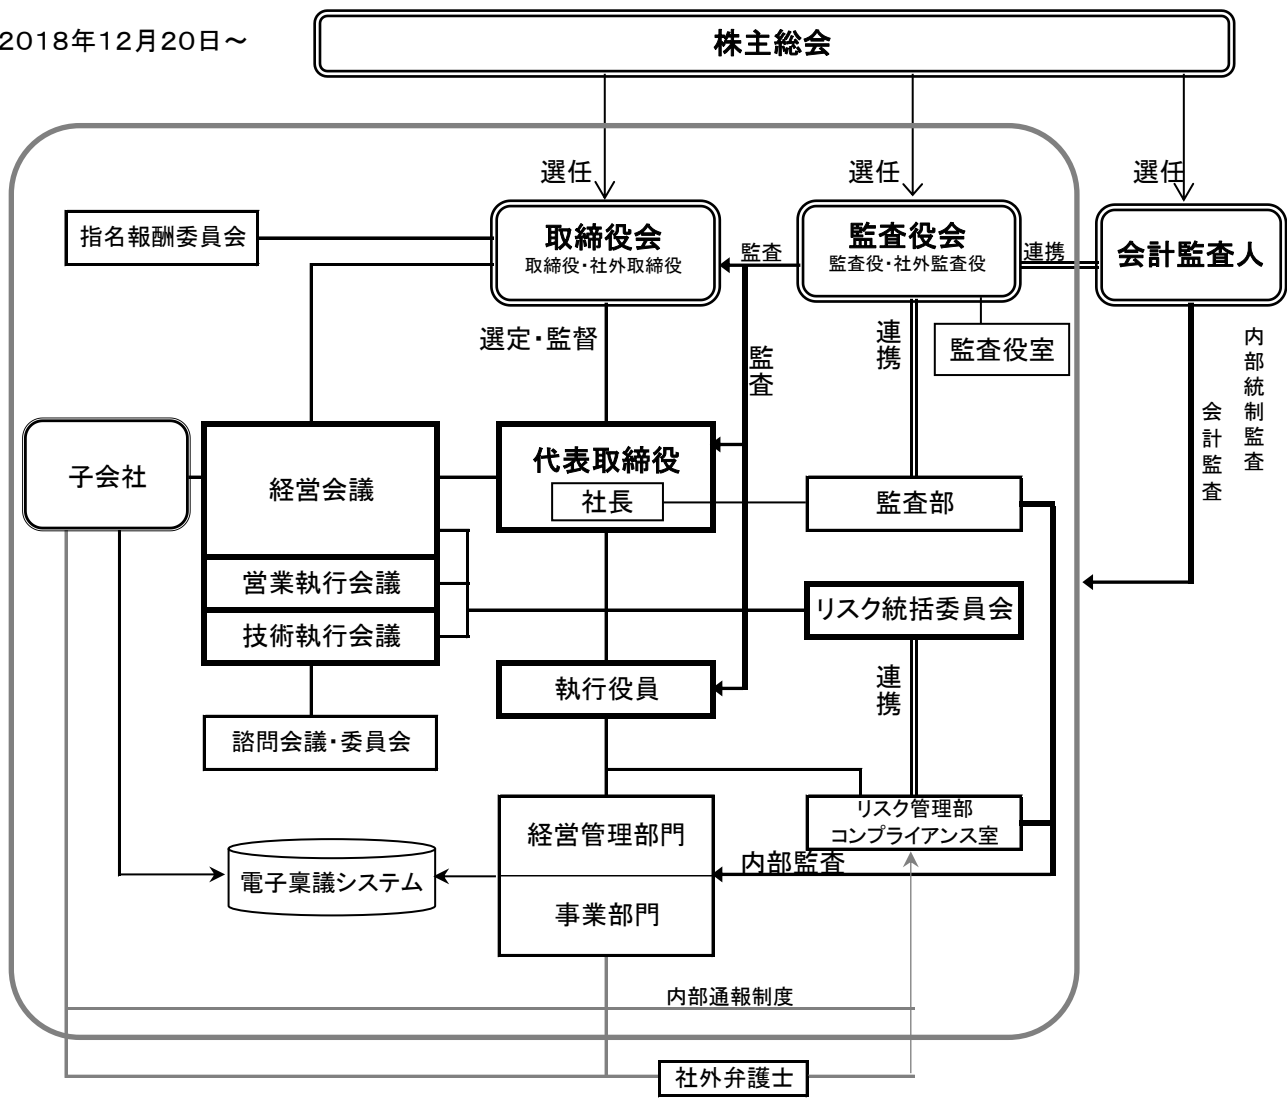 2018年12月20日～
株主総会
選任
選任
選任
指名報酬委員会
取締役会
取締役・社外取締役
監査
監査役会
監査役・社外監査役
連携
会計監査人
選定・監督
監査
連携
監査役室
内部統制監査
会計監査
子会社
経営会議
代表取締役
社長
監査部
営業執行会議
技術執行会議
リスク統括委員会
執行役員
連携
諮問会議・委員会
経営管理部門
リスク管理部
コンプライアンス室
内部監査
電子稟議システム
事業部門
内部通報制度
社外弁護士